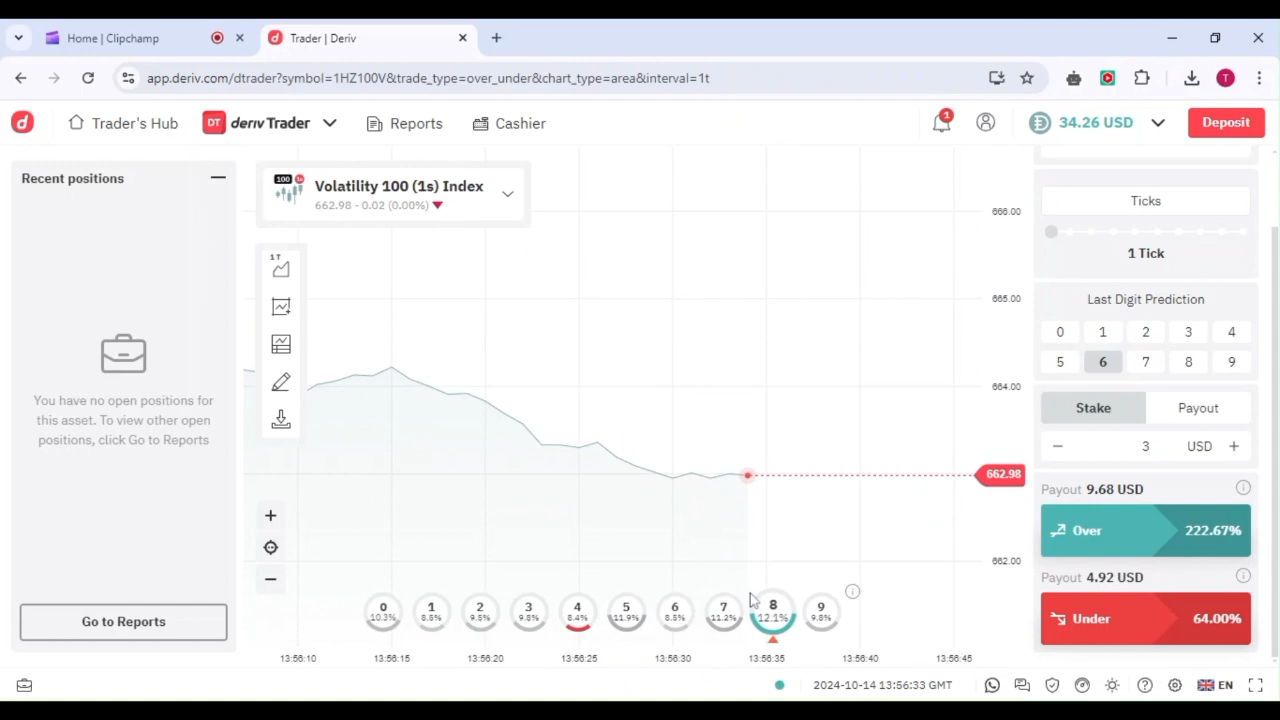 Home | Clipchamp
Trader | Deriv
app.deriv.com/dtrader?symbol=1HZ100V&trade_type=over_under&chart_type=area&interval=1t
T
Trader's Hub
DT deriv Trader
Reports
Cashier
1
34.26 USD
Deposit
Recent positions
You have no open positions for
this asset. To view other open
positions, click Go to Reports
Go to Reports
100 1s
Volatility 100 (1s) Index
662.98 - 0.02 (0.00%)
1T
666.00
665.00
664.00
662.98
662.00
0 1 2 3 4 5 6 7 8 9
10.3% 8.5% 9.5% 9.8% 8.4% 11.9% 8.5% 11.2% 12.1% 9.8%
13:56:10 13:56:15 13:56:20 13:56:25 13:56:30 13:56:35 13:56:40 13:56:45
Ticks
1 Tick
Last Digit Prediction
0 1 2 3 4
5 6 7 8 9
Stake Payout
− 3 USD +
Payout 9.68 USD
Over 222.67%
Payout 4.92 USD
Under 64.00%
2024-10-14 13:56:33 GMT
EN